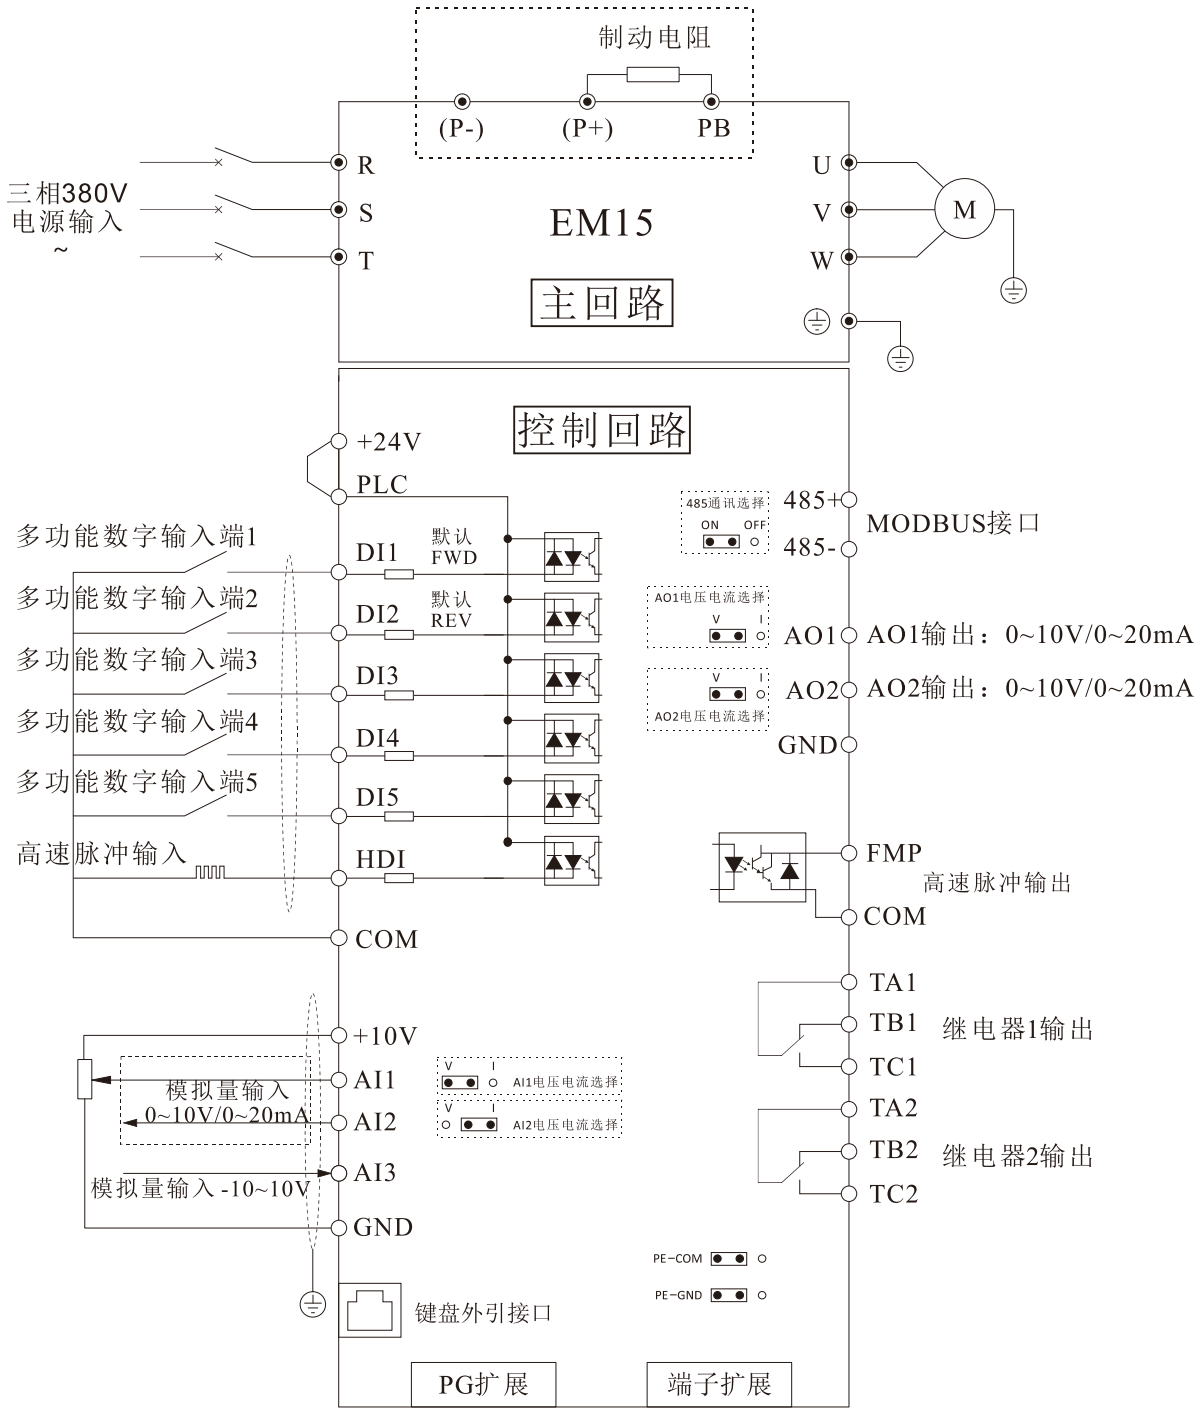 制动电阻
(P-)
(P+)
PB
三相380V
电源输入
~
R
S
T
EM15
主回路
U
V
W
M
控制回路
+24V
PLC
多功能数字输入端1
DI1
默认
FWD
多功能数字输入端2
DI2
默认
REV
多功能数字输入端3
DI3
多功能数字输入端4
DI4
多功能数字输入端5
DI5
高速脉冲输入
HDI
COM
485通讯选择
ON OFF
485+
485-
MODBUS接口
AO1电压电流选择
V I
AO1
AO1输出：0~10V/0~20mA
V I
AO2电压电流选择
AO2
AO2输出：0~10V/0~20mA
GND
FMP
高速脉冲输出
COM
TA1
TB1
TC1
继电器1输出
TA2
TB2
TC2
继电器2输出
+10V
AI1
模拟量输入
0~10V/0~20mA
AI2
AI3
模拟量输入 -10~10V
GND
V I
AI1电压电流选择
V I
AI2电压电流选择
PE-COM
PE-GND
键盘外引接口
PG扩展
端子扩展